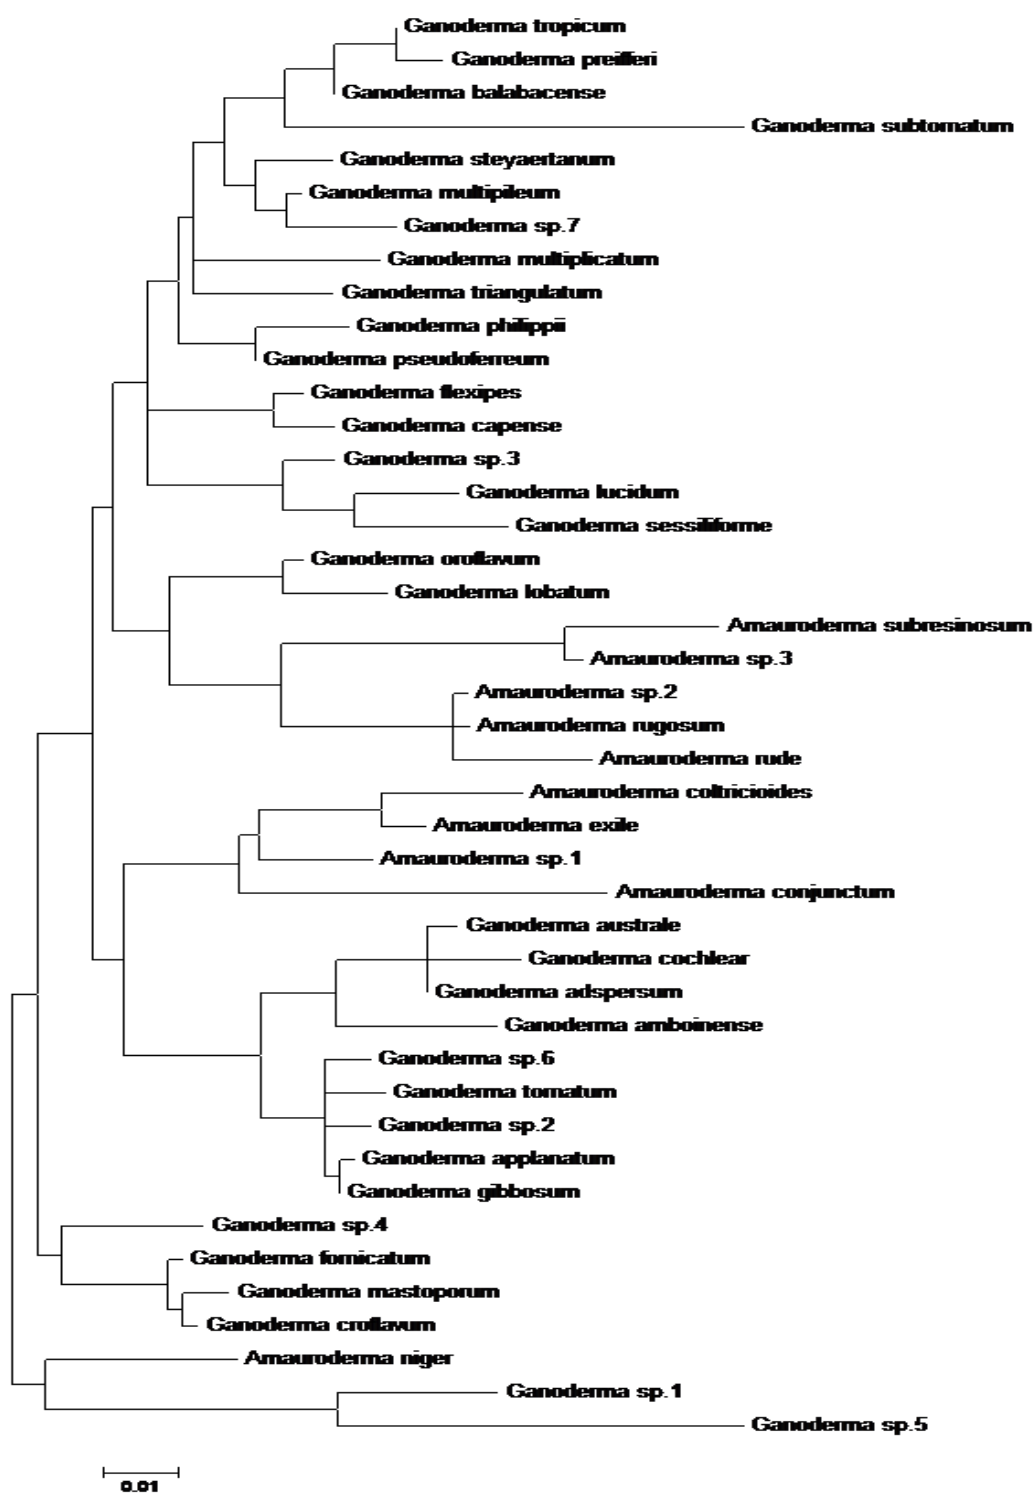 Ganoderma tropicum
Ganoderma preifferi
Ganoderma balabacense
Ganoderma subtornatum
Ganoderma steyaertanum
Ganoderma multipileum
Ganoderma sp.7
Ganoderma multiplicatum
Ganoderma triangulatum
Ganoderma philippii
Ganoderma pseudoferreum
Ganoderma flexipes
Ganoderma capense
Ganoderma sp.3
Ganoderma lucidum
Ganoderma sessiliforme
Ganoderma oroflavum
Ganoderma lobatum
Amauroderma subresinosum
Amauroderma sp.3
Amauroderma sp.2
Amauroderma rugosum
Amauroderma rude
Amauroderma coltricioides
Amauroderma exile
Amauroderma sp.1
Amauroderma conjunctum
Ganoderma australe
Ganoderma cochlear
Ganoderma adspersum
Ganoderma amboinense
Ganoderma sp.6
Ganoderma tornatum
Ganoderma sp.2
Ganoderma applanatum
Ganoderma gibbosum
Ganoderma sp.4
Ganoderma fornicatum
Ganoderma mastoporum
Ganoderma croflavum
Amauroderma niger
Ganoderma sp.1
Ganoderma sp.5
0.01